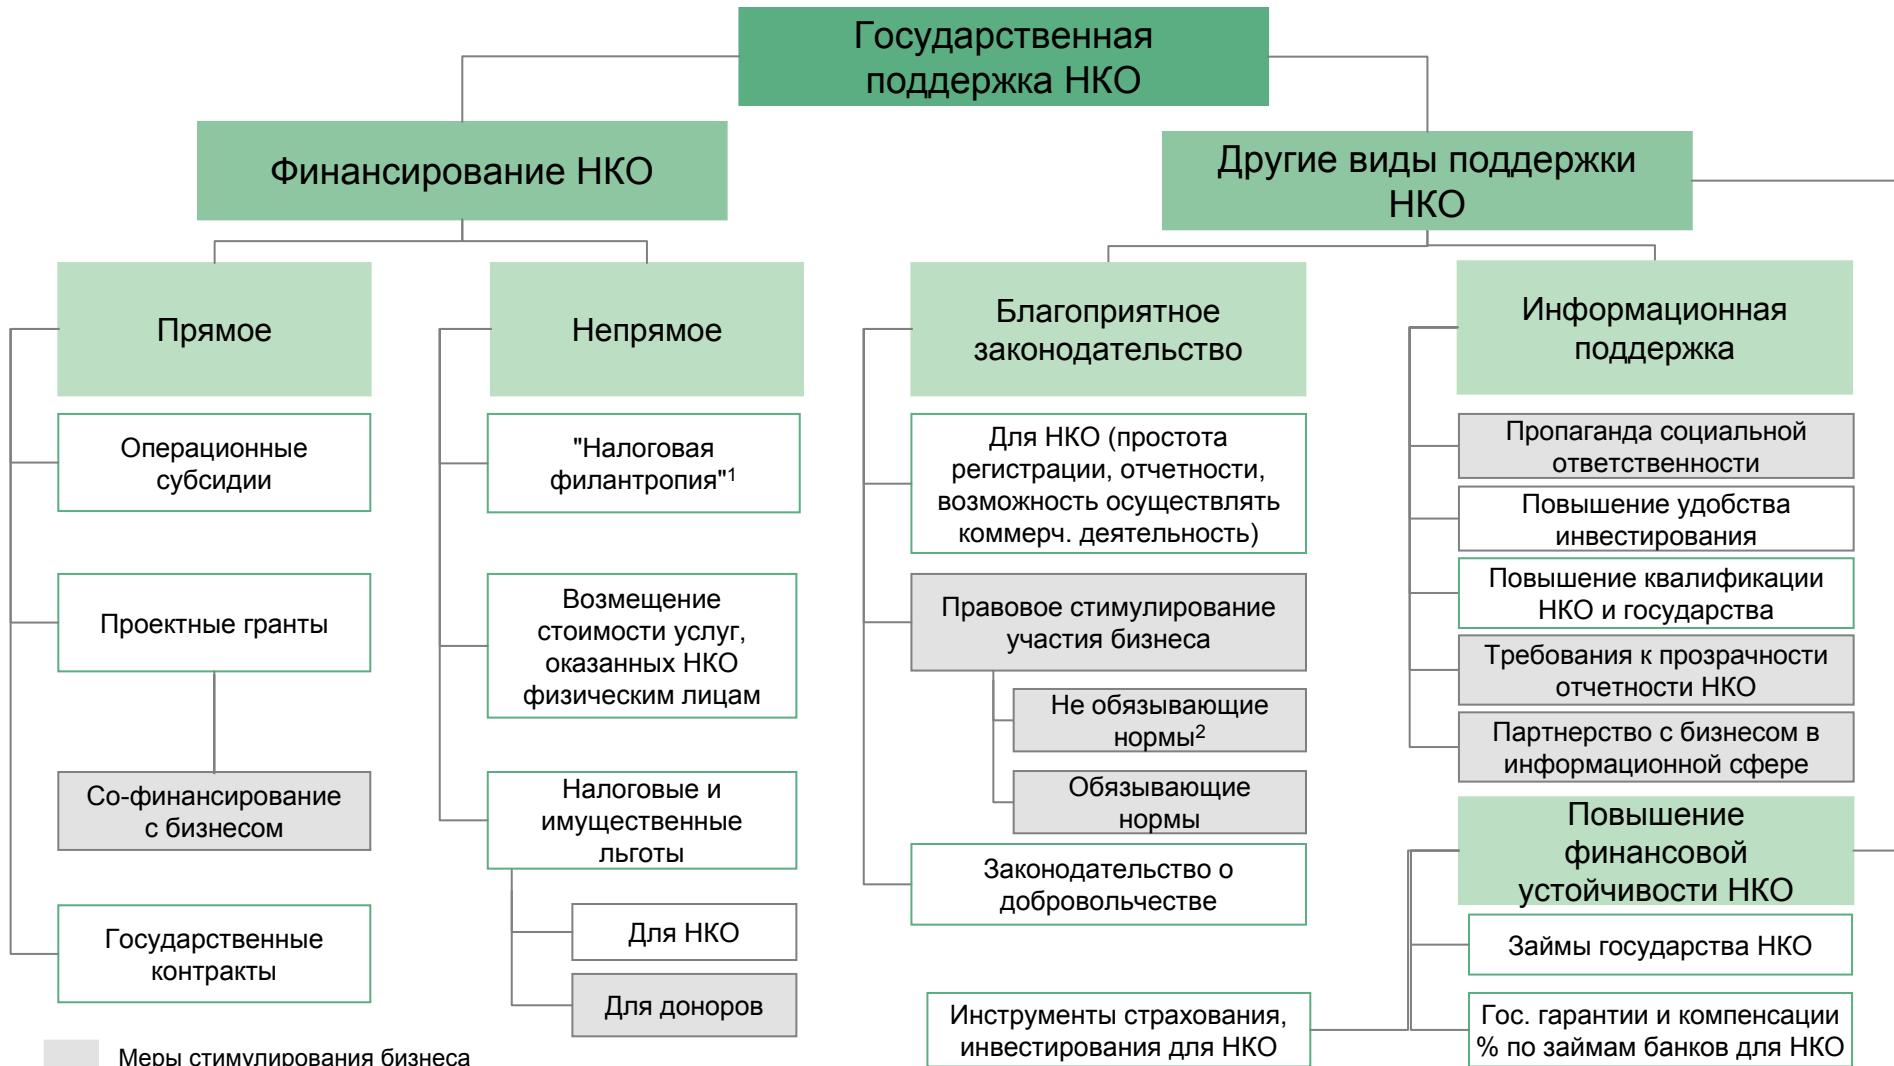 Государственная
поддержка НКО
Финансирование НКО
Другие виды поддержки
НКО
Прямое
Непрямое
Благоприятное
законодательство
Информационная
поддержка
Операционные
субсидии
Проектные гранты
Со-финансирование
с бизнесом
Государственные
контракты
"Налоговая
филантропия"1
Возмещение
стоимости услуг,
оказанных НКО
физическим лицам
Налоговые и
имущественные
льготы
Для НКО
Для доноров
Для НКО (простота
регистрации, отчетности,
возможность осуществлять
коммерч. деятельность)
Правовое стимулирование
участия бизнеса
Не обязывающие
нормы2
Обязывающие
нормы
Законодательство о
добровольчестве
Пропаганда социальной
ответственности
Повышение удобства
инвестирования
Повышение квалификации
НКО и государства
Требования к прозрачности
отчетности НКО
Партнерство с бизнесом в
информационной сфере
Повышение
финансовой
устойчивости НКО
Займы государства НКО
Инструменты страхования,
инвестирования для НКО
Гос. гарантии и компенсации
% по займам банков для НКО
Меры стимулирования бизнеса